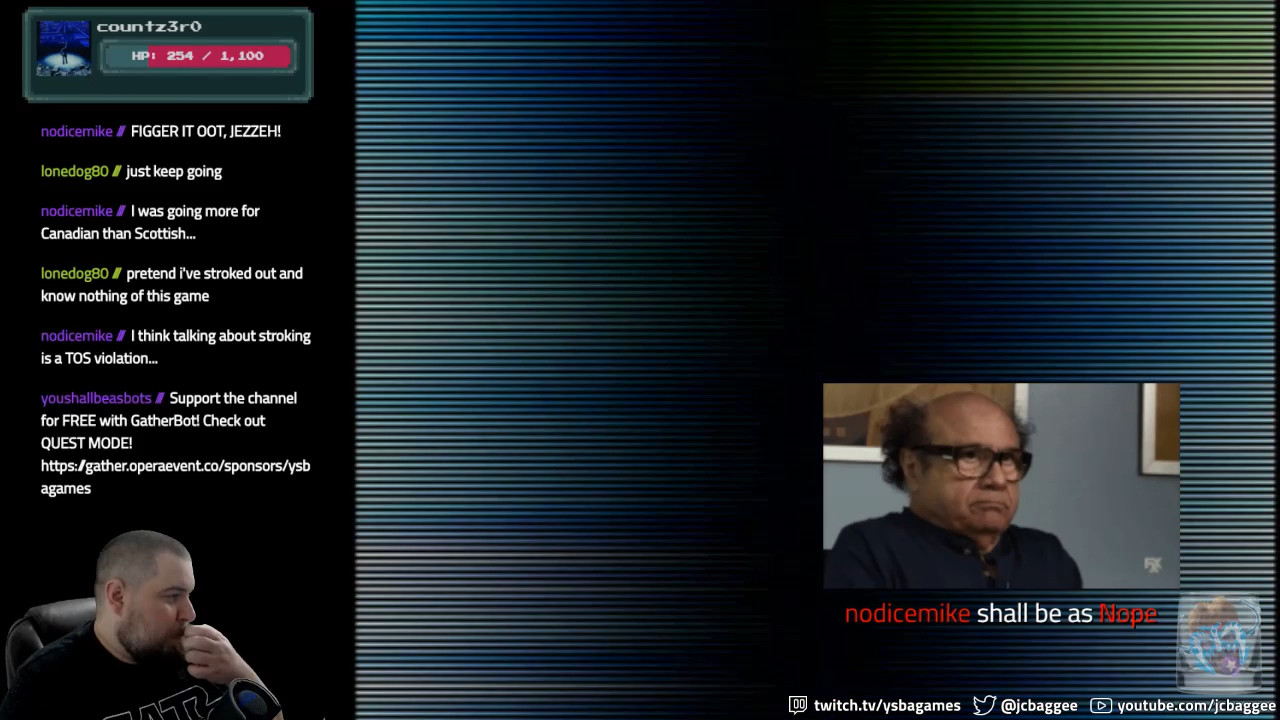 countz3r0
HP: 254 / 1,100
nodicemike // FIGGER IT OOT, JEZZEH!
lonedog80 // just keep going
nodicemike // I was going more for
Canadian than Scottish...
lonedog80 // pretend i've stroked out and
know nothing of this game
nodicemike // I think talking about stroking
is a TOS violation...
youshallbeasbots // Support the channel
for FREE with GatherBot! Check out
QUEST MODE!
https://gather.operaevent.co/sponsors/ysb
agames
FX
nodicemike shall be as Nope
twitch.tv/ysbagames @jcbaggee youtube.com/jcbaggee